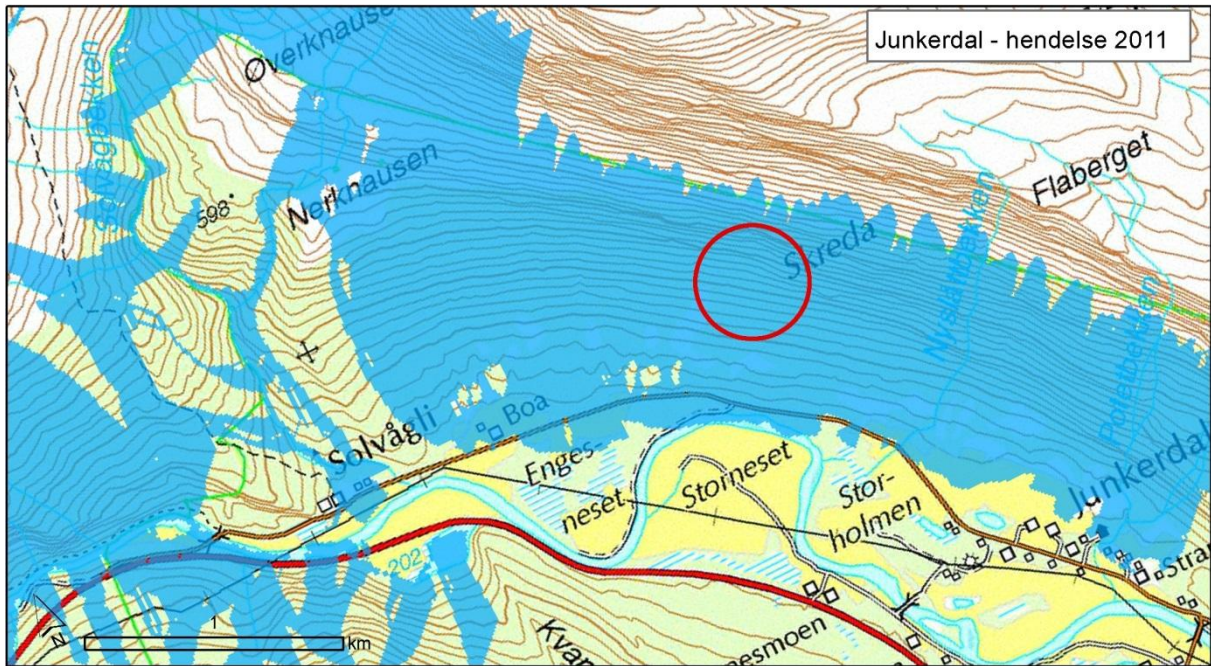 Junkerdal - hendelse 2011
Øverknausen
Solvågbekken
Nerknausen
598
Flaberget
Skreda
Solvågli
Boa
Enges-
neset
Storneset
Stor-
holmen
Junkerdal
202
1
km
N